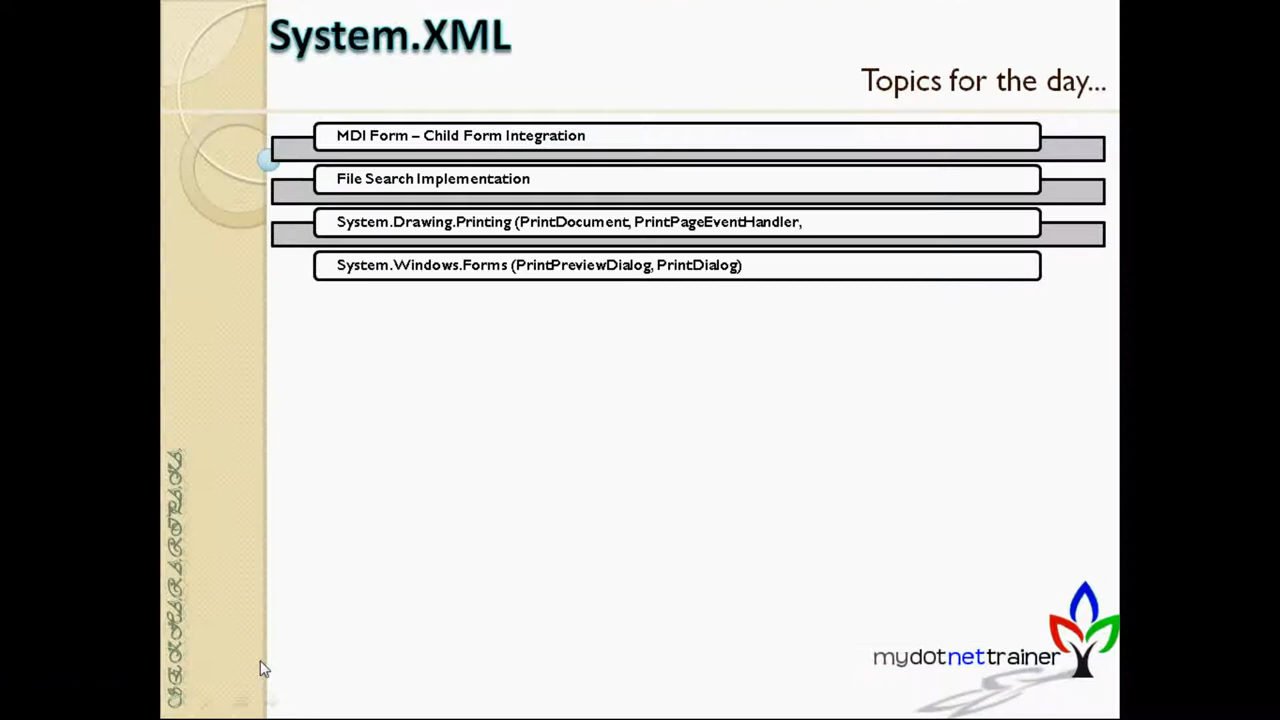 System.XML
Topics for the day...
MDI Form – Child Form Integration
File Search Implementation
System.Drawing.Printing (PrintDocument, PrintPageEventHandler,
System.Windows.Forms (PrintPreviewDialog, PrintDialog)
mydotnettrainer